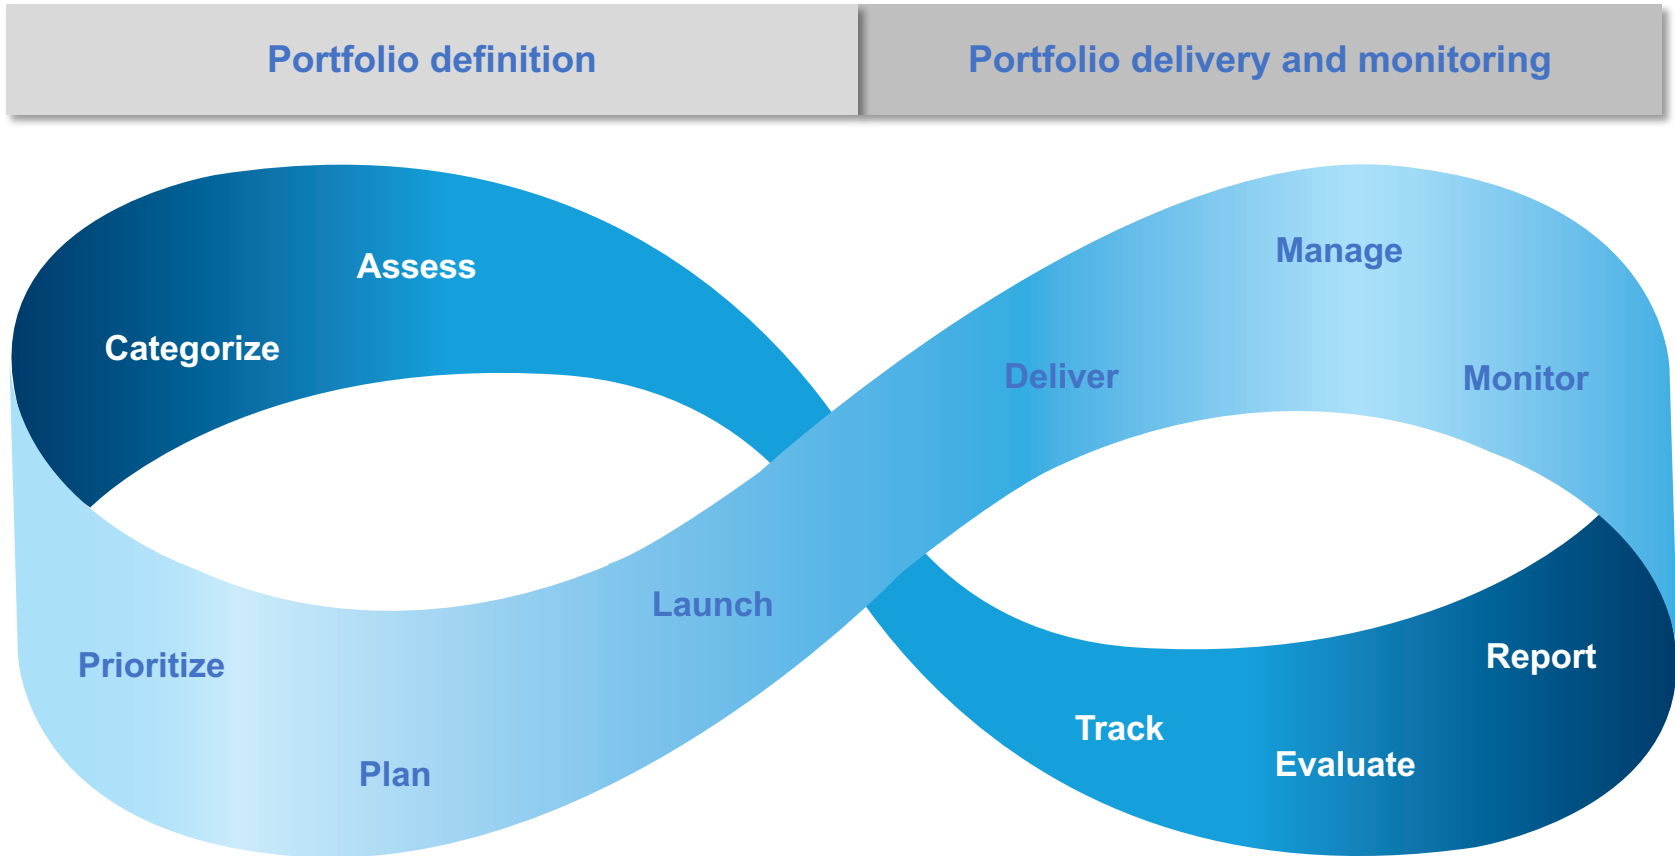 Portfolio definition
Portfolio delivery and monitoring
Assess
Categorize
Prioritize
Plan
Launch
Deliver
Manage
Monitor
Report
Evaluate
Track